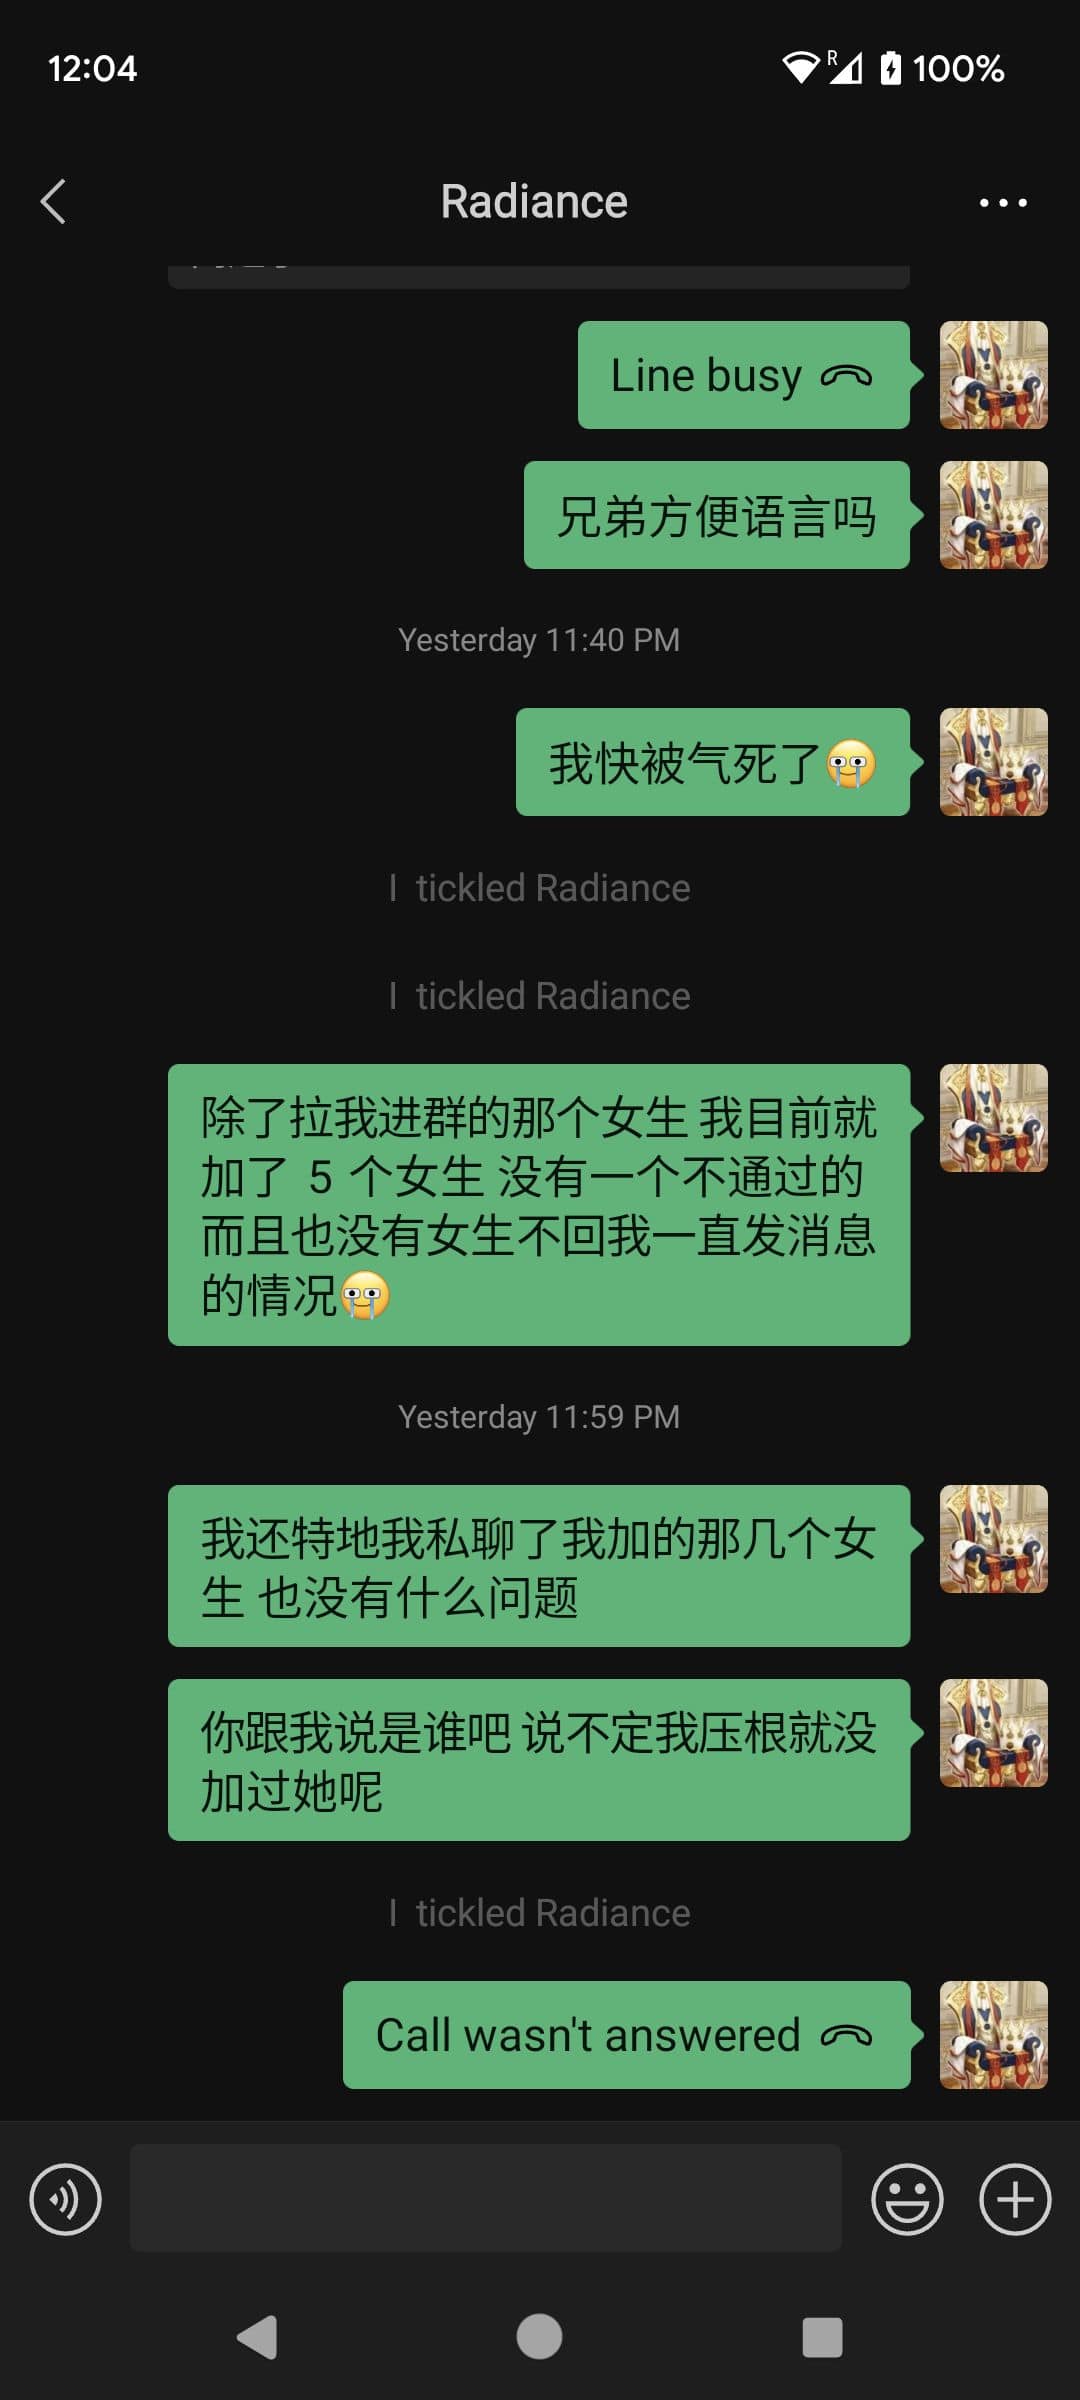 12:04
R
100%
Radiance
Line busy
兄弟方便语言吗
Yesterday 11:40 PM
我快被气死了
I tickled Radiance
I tickled Radiance
除了拉我进群的那个女生 我目前就
加了 5 个女生 没有一个不通过的
而且也没有女生不回我一直发消息
的情况
Yesterday 11:59 PM
我还特地我私聊了我加的那几个女
生 也没有什么问题
你跟我说是谁吧 说不定我压根就没
加过她呢
I tickled Radiance
Call wasn't answered